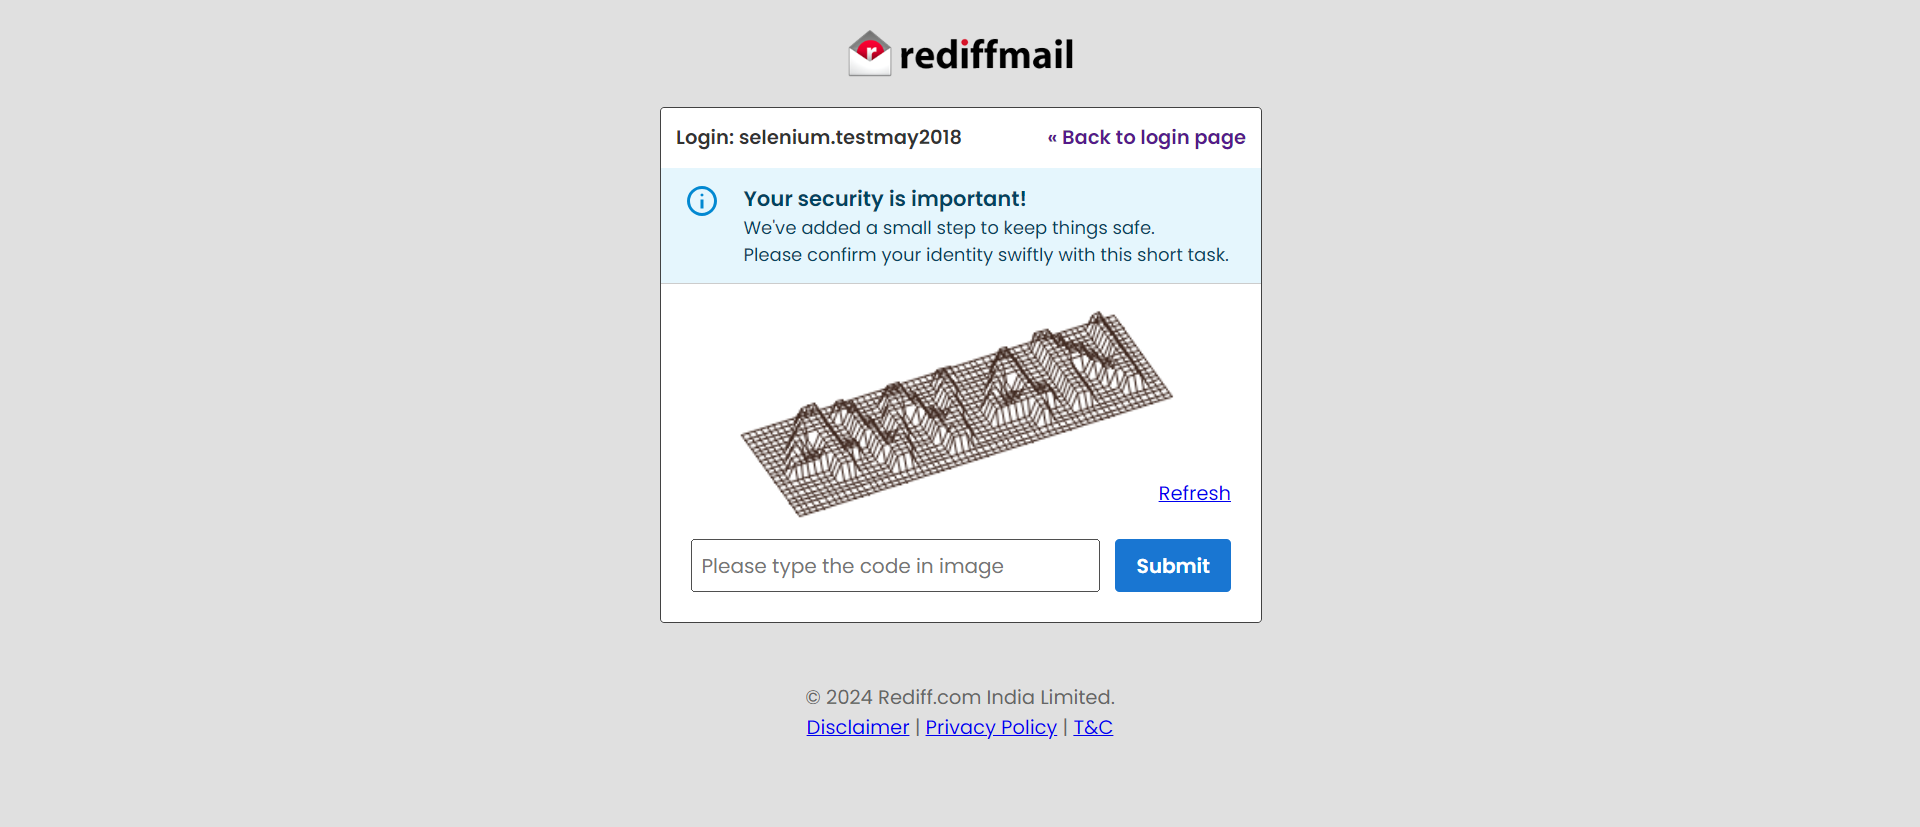 rediffmail
Login: selenium.testmay2018
« Back to login page
Your security is important!
We've added a small step to keep things safe.
Please confirm your identity swiftly with this short task.
Refresh
Please type the code in image
Submit
© 2024 Rediff.com India Limited.
Disclaimer | Privacy Policy | T&C